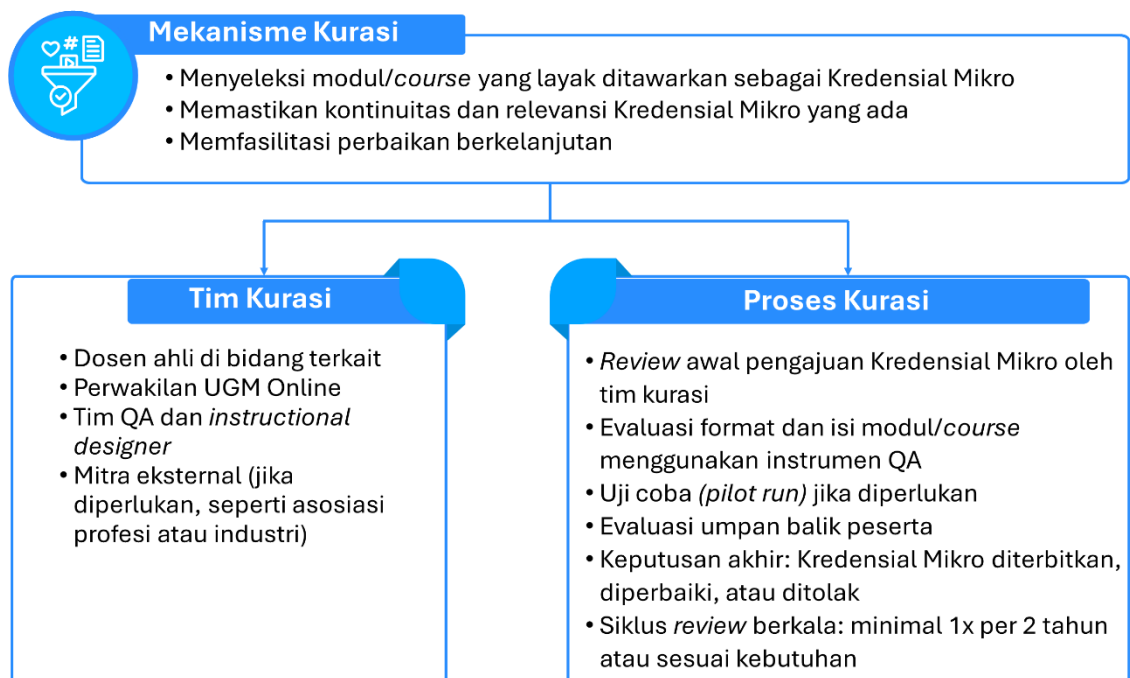 Mekanisme Kurasi
#
• Menyeleksi modul/course yang layak ditawarkan sebagai Kredensial Mikro
• Memastikan kontinuitas dan relevansi Kredensial Mikro yang ada
• Memfasilitasi perbaikan berkelanjutan
Tim Kurasi
• Dosen ahli di bidang terkait
• Perwakilan UGM Online
• Tim QA dan instructional
designer
• Mitra eksternal (jika
diperlukan, seperti asosiasi
profesi atau industri)
Proses Kurasi
• Review awal pengajuan Kredensial Mikro oleh
tim kurasi
• Evaluasi format dan isi modul/course
menggunakan instrumen QA
• Uji coba (pilot run) jika diperlukan
• Evaluasi umpan balik peserta
• Keputusan akhir: Kredensial Mikro diterbitkan,
diperbaiki, atau ditolak
• Siklus review berkala: minimal 1x per 2 tahun
atau sesuai kebutuhan